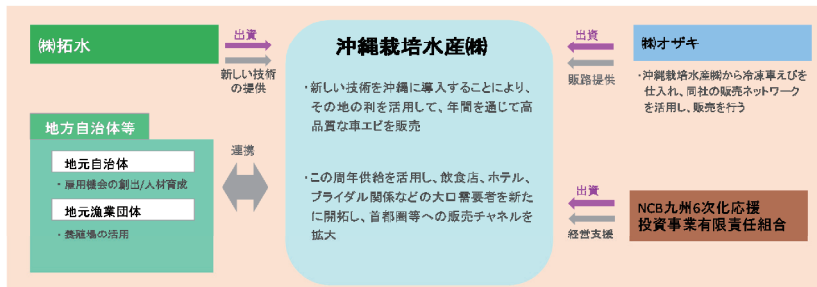 ㈱拓水
出資
新しい技術
の提供
地方自治体等
地元自治体
・雇用機会の創出/人材育成
地元漁業団体
・養殖場の活用
連携
沖縄栽培水産㈱
・新しい技術を沖縄に導入することにより、
その地の利を活用して、年間を通じて高
品質な車エビを販売
・この周年供給を活用し、飲食店、ホテル、
ブライダル関係などの大口需要者を新た
に開拓し、首都圏等への販売チャネルを
拡大
出資
販路提供
㈱オザキ
・沖縄栽培水産㈱から冷凍車えびを
仕入れ、同社の販売ネットワーク
を活用し、販売を行う
出資
経営支援
NCB九州6次化応援
投資事業有限責任組合